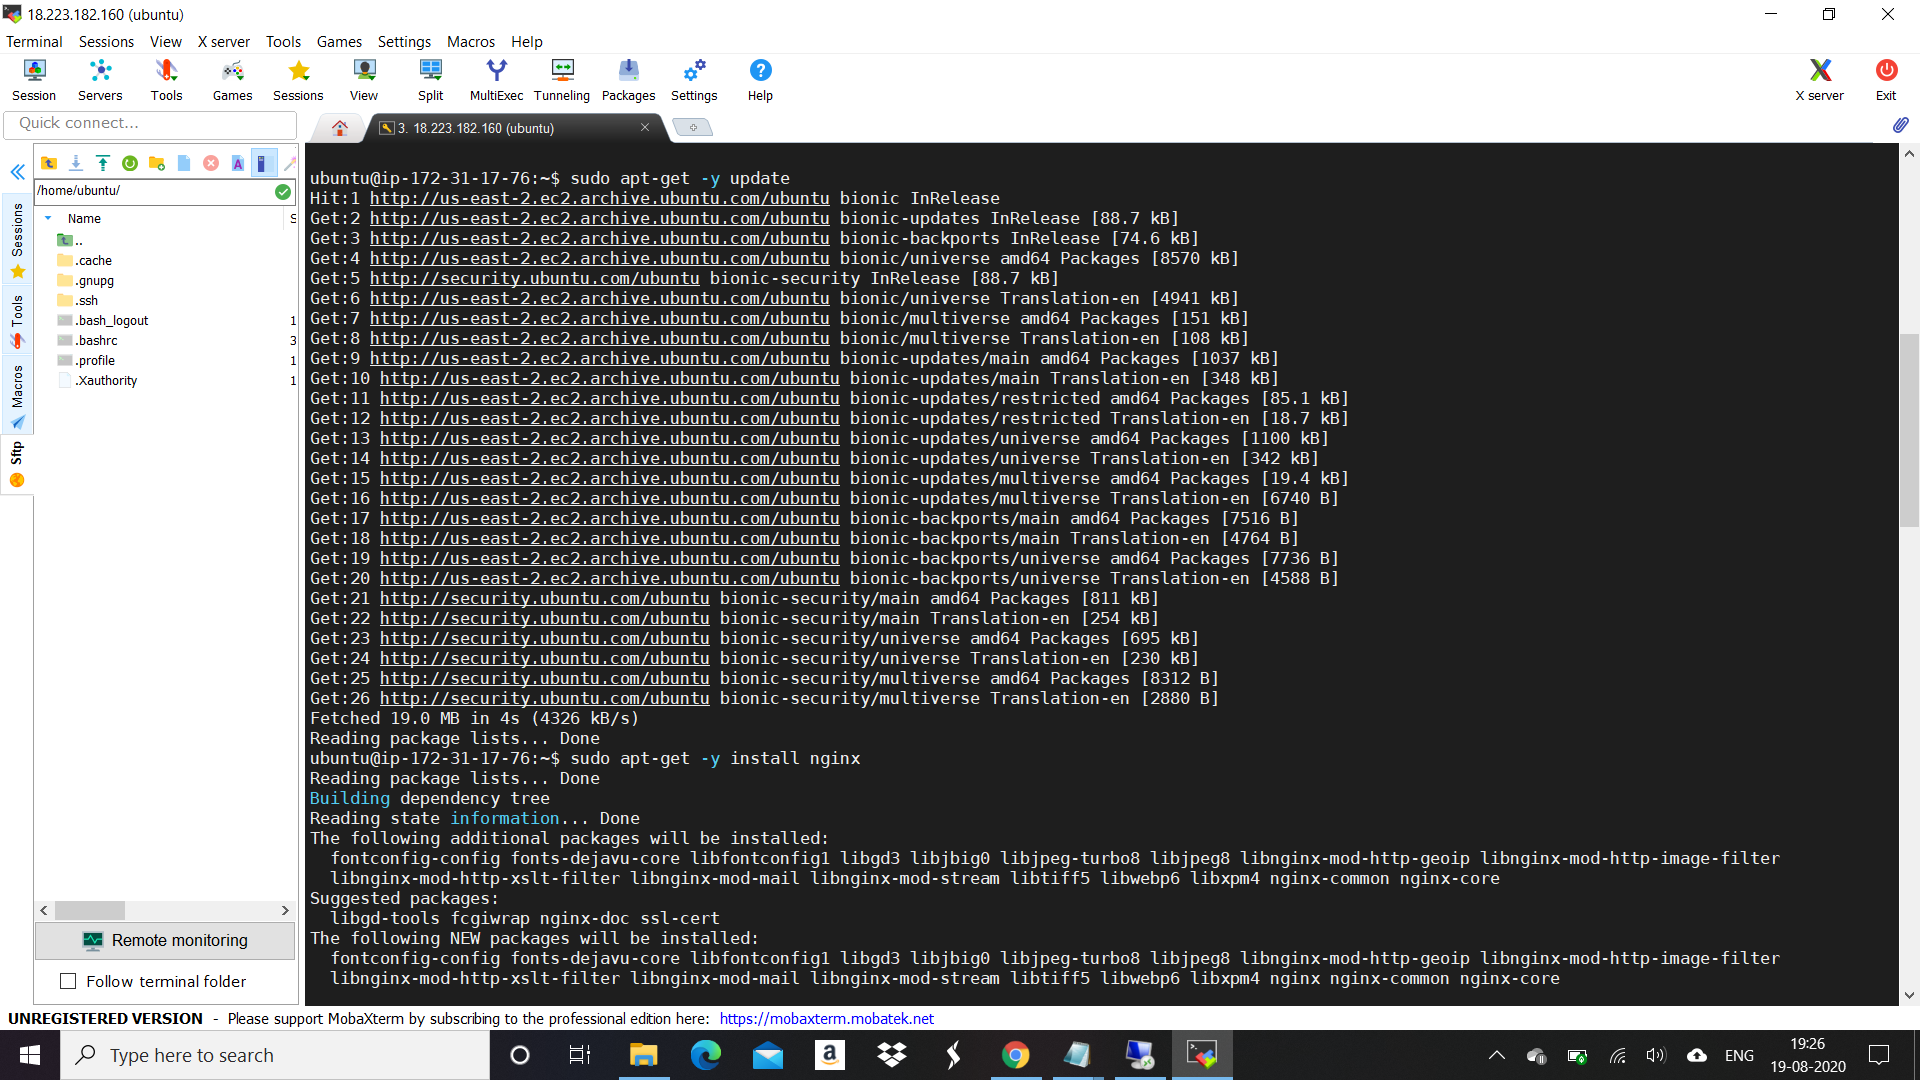 18.223.182.160 (ubuntu)
Terminal Sessions View X server Tools Games Settings Macros Help
Session Servers Tools Games Sessions View Split MultiExec Tunneling Packages Settings Help X server Exit
Quick connect...
3. 18.223.182.160 (ubuntu)
/home/ubuntu/
Name S
..
.cache
.gnupg
.ssh
.bash_logout 1
.bashrc 3
.profile 1
.Xauthority 1
Sessions
Tools
Macros
Sftp
Remote monitoring
Follow terminal folder
ubuntu@ip-172-31-17-76:~$ sudo apt-get -y update
Hit:1 http://us-east-2.ec2.archive.ubuntu.com/ubuntu bionic InRelease
Get:2 http://us-east-2.ec2.archive.ubuntu.com/ubuntu bionic-updates InRelease [88.7 kB]
Get:3 http://us-east-2.ec2.archive.ubuntu.com/ubuntu bionic-backports InRelease [74.6 kB]
Get:4 http://us-east-2.ec2.archive.ubuntu.com/ubuntu bionic/universe amd64 Packages [8570 kB]
Get:5 http://security.ubuntu.com/ubuntu bionic-security InRelease [88.7 kB]
Get:6 http://us-east-2.ec2.archive.ubuntu.com/ubuntu bionic/universe Translation-en [4941 kB]
Get:7 http://us-east-2.ec2.archive.ubuntu.com/ubuntu bionic/multiverse amd64 Packages [151 kB]
Get:8 http://us-east-2.ec2.archive.ubuntu.com/ubuntu bionic/multiverse Translation-en [108 kB]
Get:9 http://us-east-2.ec2.archive.ubuntu.com/ubuntu bionic-updates/main amd64 Packages [1037 kB]
Get:10 http://us-east-2.ec2.archive.ubuntu.com/ubuntu bionic-updates/main Translation-en [348 kB]
Get:11 http://us-east-2.ec2.archive.ubuntu.com/ubuntu bionic-updates/restricted amd64 Packages [85.1 kB]
Get:12 http://us-east-2.ec2.archive.ubuntu.com/ubuntu bionic-updates/restricted Translation-en [18.7 kB]
Get:13 http://us-east-2.ec2.archive.ubuntu.com/ubuntu bionic-updates/universe amd64 Packages [1100 kB]
Get:14 http://us-east-2.ec2.archive.ubuntu.com/ubuntu bionic-updates/universe Translation-en [342 kB]
Get:15 http://us-east-2.ec2.archive.ubuntu.com/ubuntu bionic-updates/multiverse amd64 Packages [19.4 kB]
Get:16 http://us-east-2.ec2.archive.ubuntu.com/ubuntu bionic-updates/multiverse Translation-en [6740 B]
Get:17 http://us-east-2.ec2.archive.ubuntu.com/ubuntu bionic-backports/main amd64 Packages [7516 B]
Get:18 http://us-east-2.ec2.archive.ubuntu.com/ubuntu bionic-backports/main Translation-en [4764 B]
Get:19 http://us-east-2.ec2.archive.ubuntu.com/ubuntu bionic-backports/universe amd64 Packages [7736 B]
Get:20 http://us-east-2.ec2.archive.ubuntu.com/ubuntu bionic-backports/universe Translation-en [4588 B]
Get:21 http://security.ubuntu.com/ubuntu bionic-security/main amd64 Packages [811 kB]
Get:22 http://security.ubuntu.com/ubuntu bionic-security/main Translation-en [254 kB]
Get:23 http://security.ubuntu.com/ubuntu bionic-security/universe amd64 Packages [695 kB]
Get:24 http://security.ubuntu.com/ubuntu bionic-security/universe Translation-en [230 kB]
Get:25 http://security.ubuntu.com/ubuntu bionic-security/multiverse amd64 Packages [8312 B]
Get:26 http://security.ubuntu.com/ubuntu bionic-security/multiverse Translation-en [2880 B]
Fetched 19.0 MB in 4s (4326 kB/s)
Reading package lists... Done
ubuntu@ip-172-31-17-76:~$ sudo apt-get -y install nginx
Reading package lists... Done
Building dependency tree
Reading state information... Done
The following additional packages will be installed:
fontconfig-config fonts-dejavu-core libfontconfig1 libgd3 libjbig0 libjpeg-turbo8 libjpeg8 libnginx-mod-http-geoip libnginx-mod-http-image-filter
libnginx-mod-http-xslt-filter libnginx-mod-mail libnginx-mod-stream libtiff5 libwebp6 libxpm4 nginx-common nginx-core
Suggested packages:
libgd-tools fcgiwrap nginx-doc ssl-cert
The following NEW packages will be installed:
fontconfig-config fonts-dejavu-core libfontconfig1 libgd3 libjbig0 libjpeg-turbo8 libjpeg8 libnginx-mod-http-geoip libnginx-mod-http-image-filter
libnginx-mod-http-xslt-filter libnginx-mod-mail libnginx-mod-stream libtiff5 libwebp6 libxpm4 nginx nginx-common nginx-core
UNREGISTERED VERSION - Please support MobaXterm by subscribing to the professional edition here: https://mobaxterm.mobatek.net
Type here to search
ENG
19:26
19-08-2020